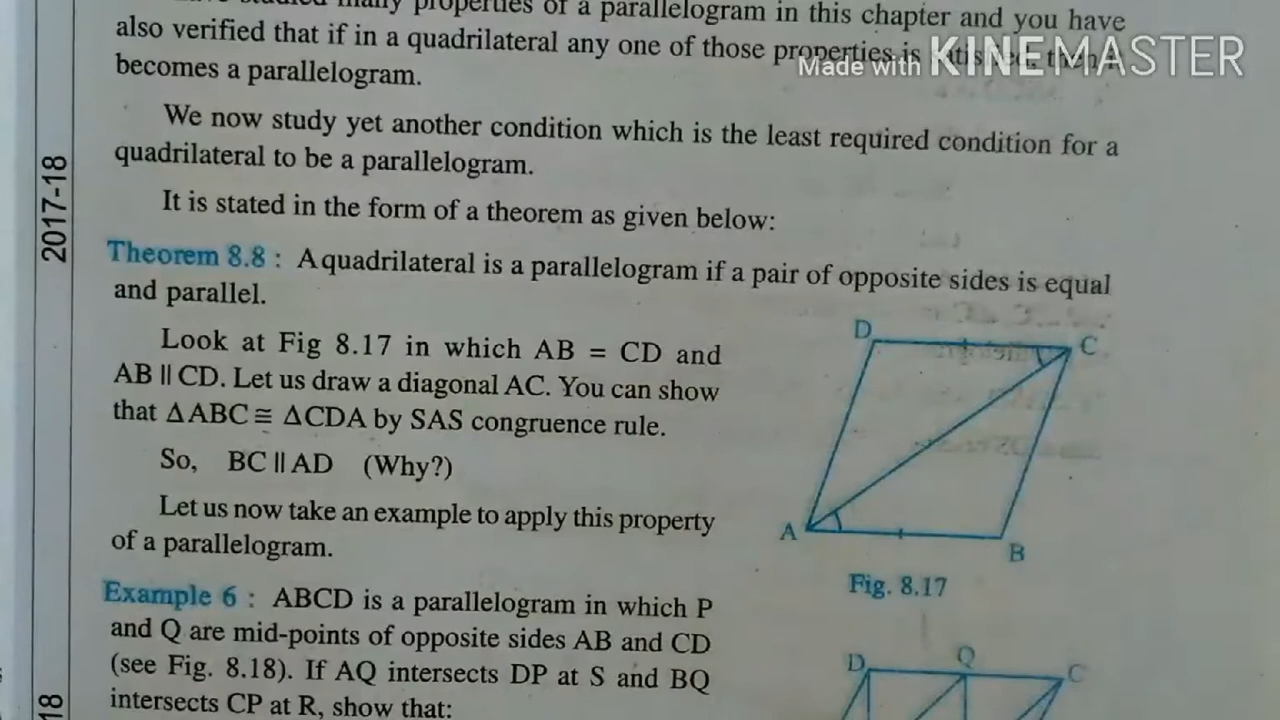 many properties of a parallelogram in this chapter and you have
also verified that if in a quadrilateral any one of those properties is
becomes a parallelogram.
Made with KINEMASTER
We now study yet another condition which is the least required condition for a
quadrilateral to be a parallelogram.
It is stated in the form of a theorem as given below:
2017-18
Theorem 8.8 : A quadrilateral is a parallelogram if a pair of opposite sides is equal
and parallel.
Look at Fig 8.17 in which AB = CD and
AB || CD. Let us draw a diagonal AC. You can show
that ΔABC ≅ ΔCDA by SAS congruence rule.
So, BC || AD (Why?)
Let us now take an example to apply this property
of a parallelogram.
D
C
A
B
Fig. 8.17
Example 6 : ABCD is a parallelogram in which P
and Q are mid-points of opposite sides AB and CD
(see Fig. 8.18). If AQ intersects DP at S and BQ
intersects CP at R, show that:
D
Q
C
18